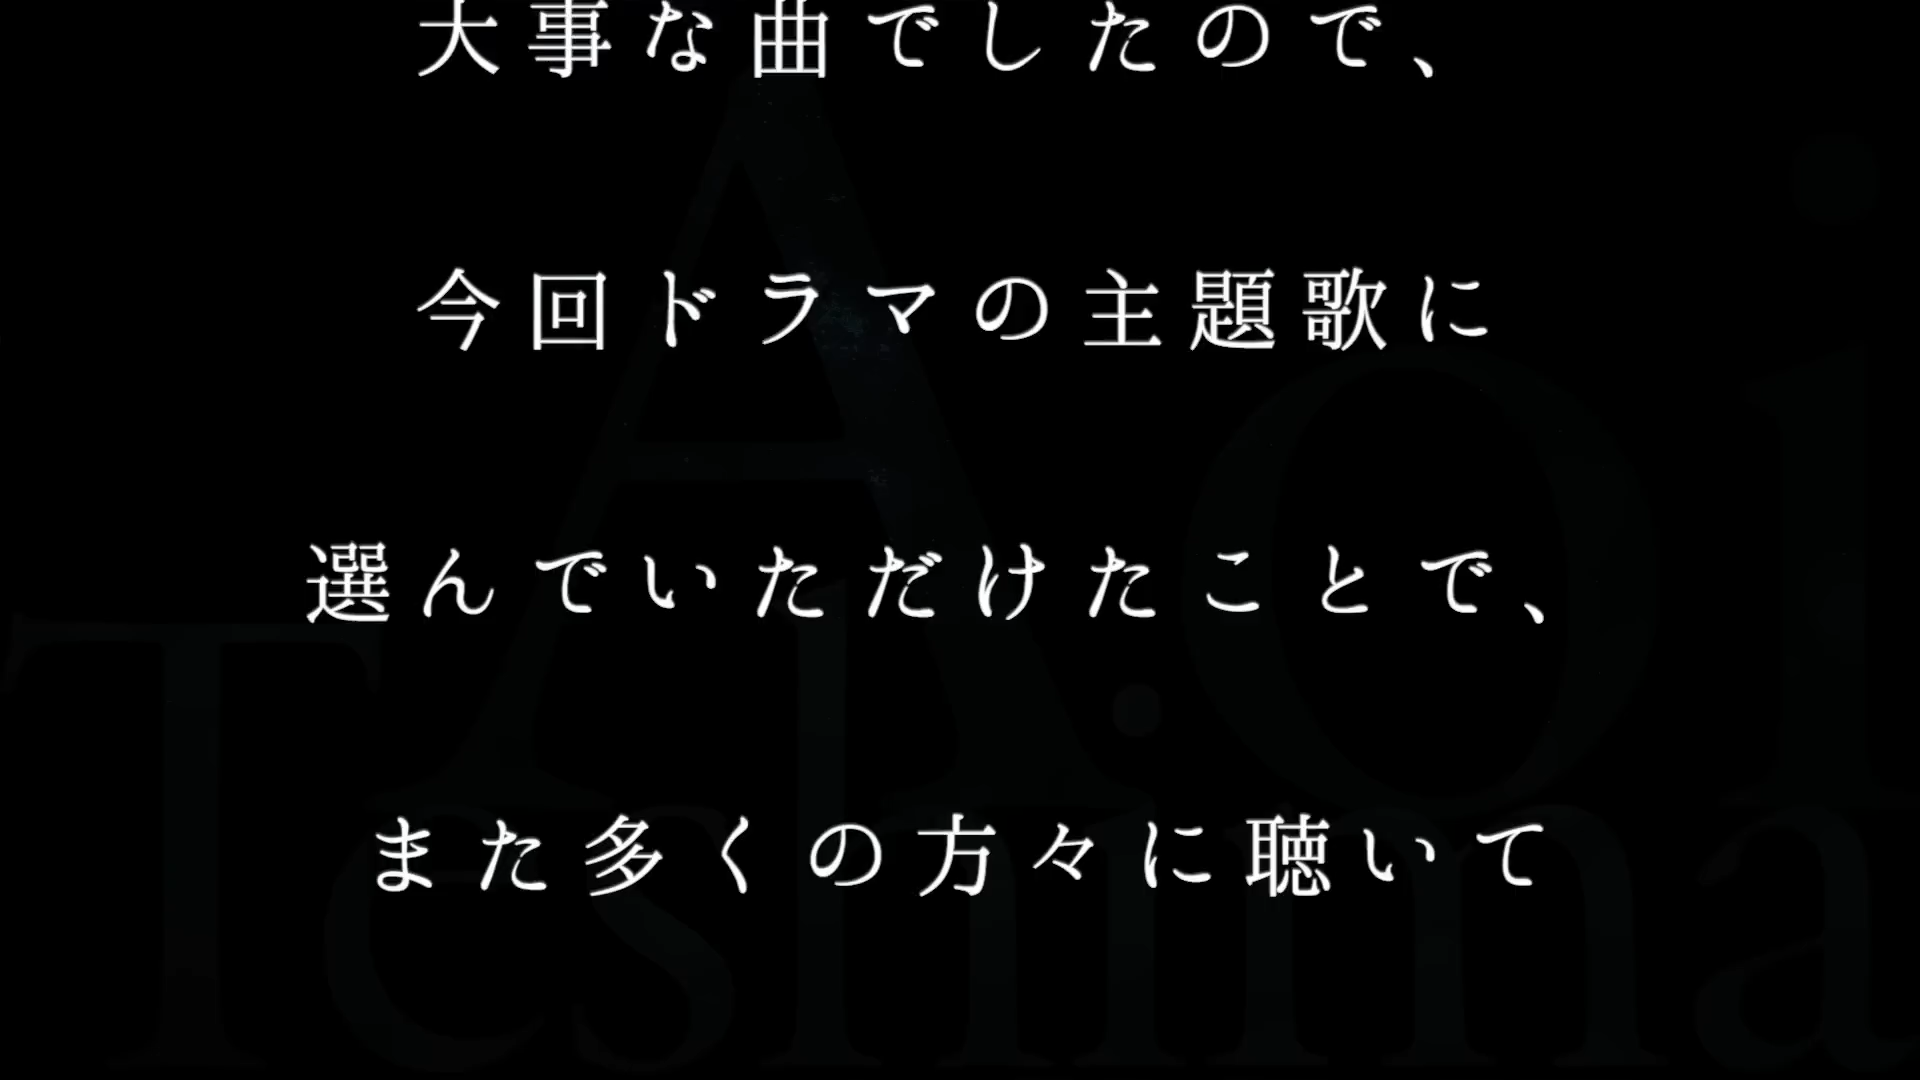 大事な曲でしたので、
今回ドラマの主題歌に
選んでいただけたことで、
また多くの方々に聴いて
Aoi
Teshima